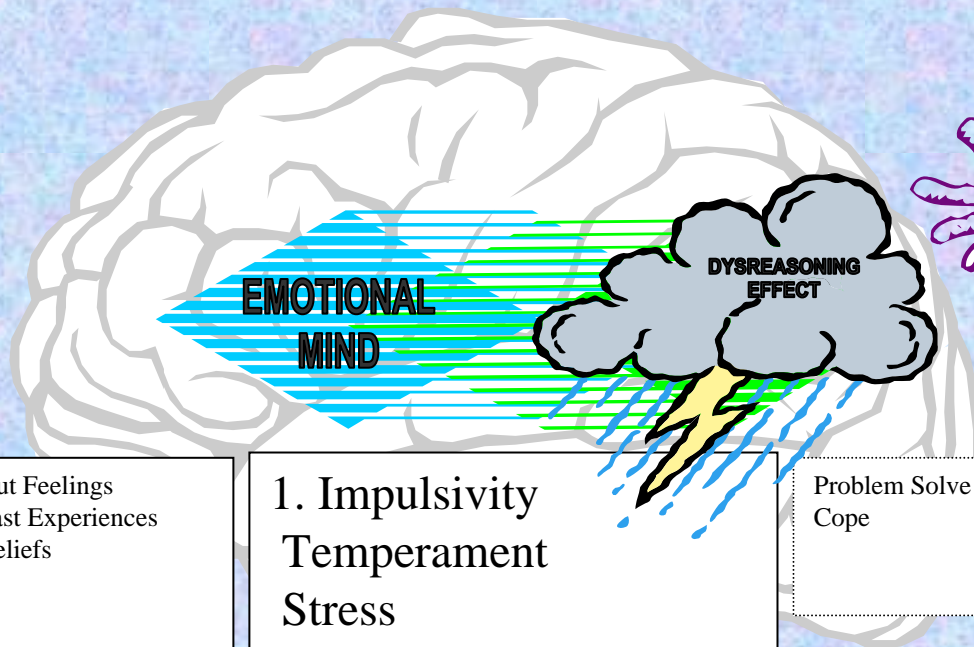 EMOTIONAL
MIND
DYSREASONING
EFFECT
ut Feelings
ast Experiences
eliefs
1. Impulsivity
Temperament
Stress
Problem Solve
Cope